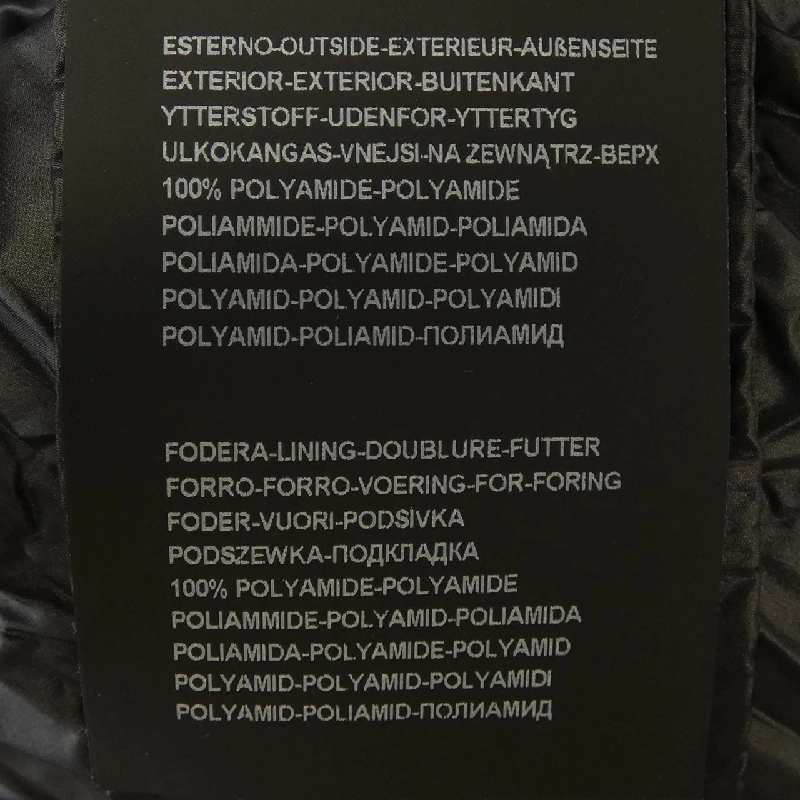 ESTERNO-OUTSIDE-EXTERIEUR-AUßENSEITE
EXTERIOR-EXTERIOR-BUITENKANT
YTTERSTOFF-UDENFOR-YTTERTYG
ULKOKANGAS-VNEJSI-NA ZEWNĄTRZ-ВЕРХ
100% POLYAMIDE-POLYAMIDE
POLIAMMIDE-POLYAMID-POLIAMIDA
POLIAMIDA-POLYAMIDE-POLYAMID
POLYAMID-POLYAMID-POLYAMIDI
POLYAMID-POLIAMID-ПОЛИАМИД
FODERA-LINING-DOUBLURE-FUTTER
FORRO-FORRO-VOERING-FOR-FORING
FODER-VUORI-PODSIVKA
PODSZEWKA-ПОДКЛАДКА
100% POLYAMIDE-POLYAMIDE
POLIAMMIDE-POLYAMID-POLIAMIDA
POLIAMIDA-POLYAMIDE-POLYAMID
POLYAMID-POLYAMID-POLYAMIDI
POLYAMID-POLIAMID-ПОЛИАМИД